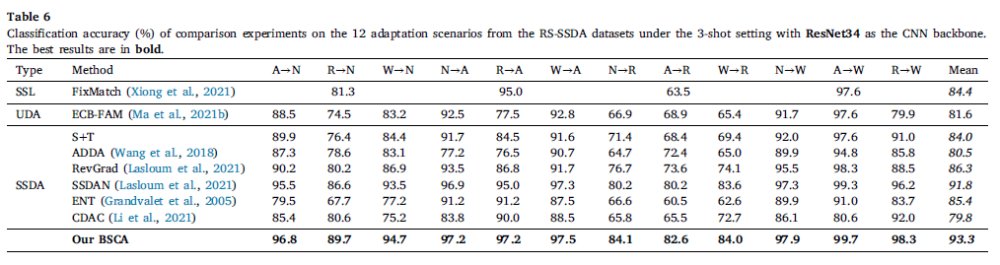 Table 6
Classification accuracy (%) of comparison experiments on the 12 adaptation scenarios from the RS-SSDA datasets under the 3-shot setting with ResNet34 as the CNN backbone.
The best results are in bold.
Type Method A→N R→N W→N N→A R→A W→A N→R A→R W→R N→W A→W R→W Mean
SSL FixMatch (Xiong et al., 2021) 81.3 95.0 63.5 97.6 84.4
UDA ECB-FAM (Ma et al., 2021b) 88.5 74.5 83.2 92.5 77.5 92.8 66.9 68.9 65.4 91.7 97.6 79.9 81.6
S+T 89.9 76.4 84.4 91.7 84.5 91.6 71.4 68.4 69.4 92.0 97.6 91.0 84.0
ADDA (Wang et al., 2018) 87.3 78.6 83.1 77.2 76.5 90.7 64.7 72.4 65.0 89.9 94.8 85.8 80.5
RevGrad (Lasloum et al., 2021) 90.2 80.2 86.9 93.5 86.8 91.7 76.7 73.6 74.1 95.5 98.3 88.5 86.3
SSDA SSDAN (Lasloum et al., 2021) 95.5 86.6 93.5 96.9 95.0 97.3 80.2 80.2 83.6 97.3 99.3 96.2 91.8
ENT (Grandvalet et al., 2005) 79.5 67.7 77.2 91.2 91.2 87.5 66.6 60.5 62.6 89.9 91.0 83.7 85.4
CDAC (Li et al., 2021) 85.4 80.6 75.2 83.8 90.0 88.5 65.8 65.5 72.7 86.1 80.6 92.0 79.8
Our BSCA 96.8 89.7 94.7 97.2 97.2 97.5 84.1 82.6 84.0 97.9 99.7 98.3 93.3